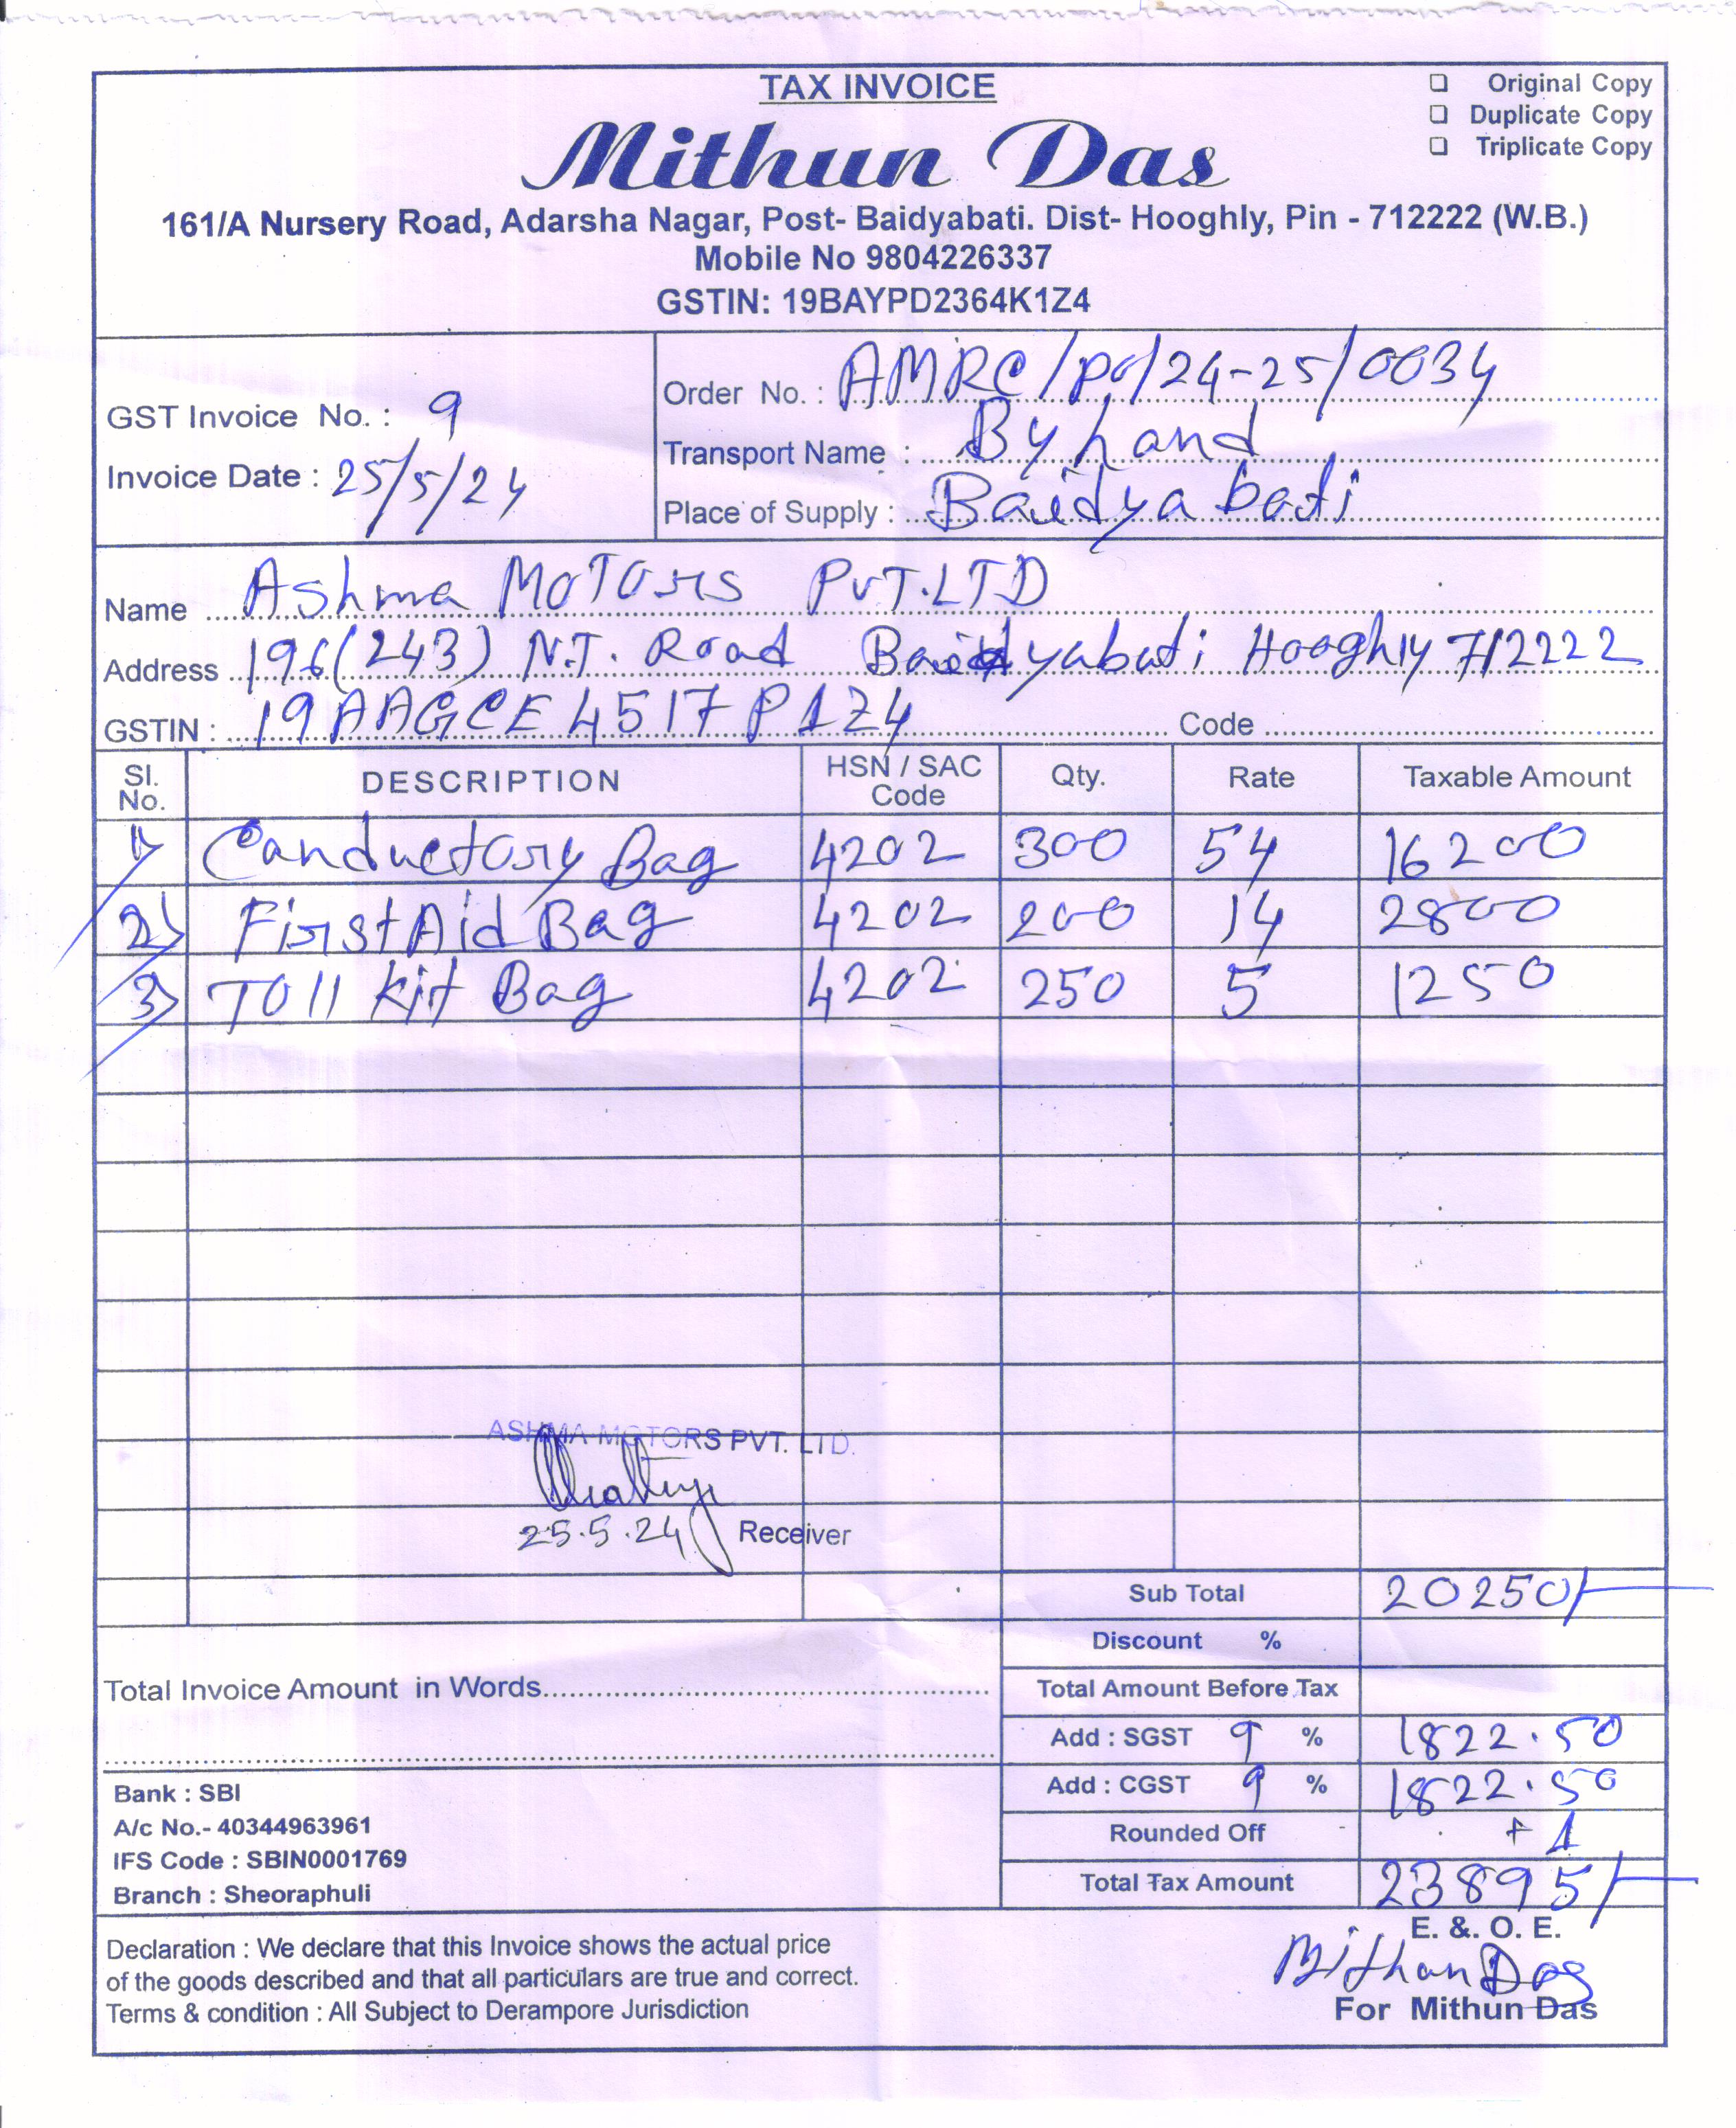 TAX INVOICE
Original Copy
Duplicate Copy
Triplicate Copy
Mithun Das
161/A Nursery Road, Adarsha Nagar, Post- Baidyabati. Dist- Hooghly, Pin - 712222 (W.B.)
Mobile No 9804226337
GSTIN: 19BAYPD2364K1Z4
GST Invoice No. : 9
Invoice Date : 25/5/24
Order No. : AMRC/po/24-25/0034
Transport Name : By hand
Place of Supply : Baidyabati
Name Ashma MOTORS PVT.LTD
Address 196(243) N.T. Road Baidyabati Hooghly 712222
GSTIN : 19AAGCE4517P1Z4 Code
Sl. No. DESCRIPTION HSN / SAC Code Qty. Rate Taxable Amount
1) Conductory Bag 4202 300 54 16200
2) First Aid Bag 4202 200 14 2800
3) TOll kit Bag 4202 250 5 1250
ASHMA MOTORS PVT. LTD.
25.5.24 Receiver
Sub Total 20250/-
Discount %
Total Invoice Amount in Words
Total Amount Before Tax
Add : SGST 9 % 1822.50
Add : CGST 9 % 1822.50
Rounded Off + 1
Total Tax Amount 23895/-
Bank : SBI
A/c No.- 40344963961
IFS Code : SBIN0001769
Branch : Sheoraphuli
Declaration : We declare that this Invoice shows the actual price
of the goods described and that all particulars are true and correct.
Terms & condition : All Subject to Derampore Jurisdiction
E. &. O. E.
Mithan Das
For Mithun Das